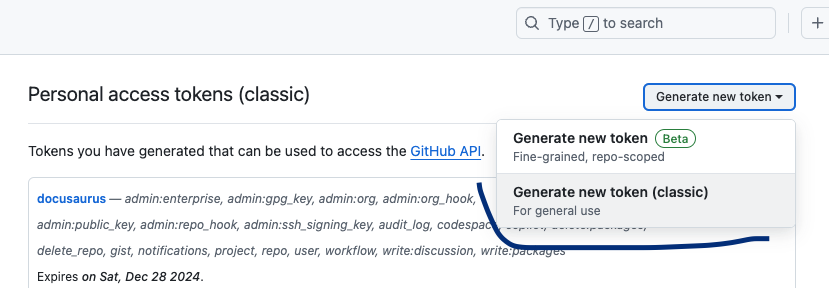 Type / to search
Personal access tokens (classic)
Generate new token
Generate new token Beta
Fine-grained, repo-scoped
Generate new token (classic)
For general use
Tokens you have generated that can be used to access the GitHub API.
docusaurus — admin:enterprise, admin:gpg_key, admin:org, admin:org_hook,
admin:public_key, admin:repo_hook, admin:ssh_signing_key, audit_log, codespace,
delete_repo, gist, notifications, project, repo, user, workflow, write:discussion, write:packages
Expires on Sat, Dec 28 2024.